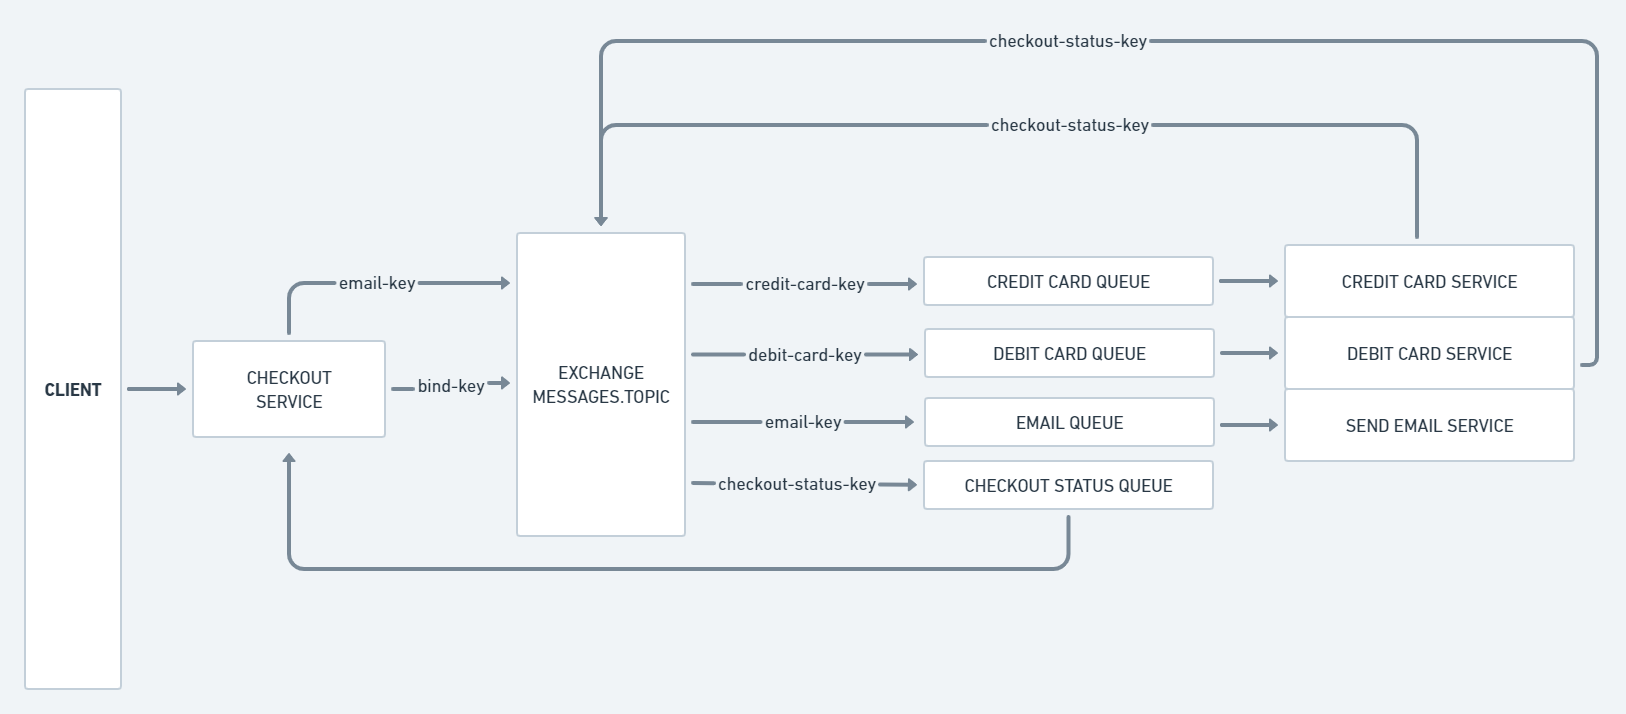 checkout-status-key
checkout-status-key
CLIENT
CHECKOUT
SERVICE
email-key
bind-key
EXCHANGE
MESSAGES.TOPIC
credit-card-key
CREDIT CARD QUEUE
CREDIT CARD SERVICE
debit-card-key
DEBIT CARD QUEUE
DEBIT CARD SERVICE
email-key
EMAIL QUEUE
SEND EMAIL SERVICE
checkout-status-key
CHECKOUT STATUS QUEUE